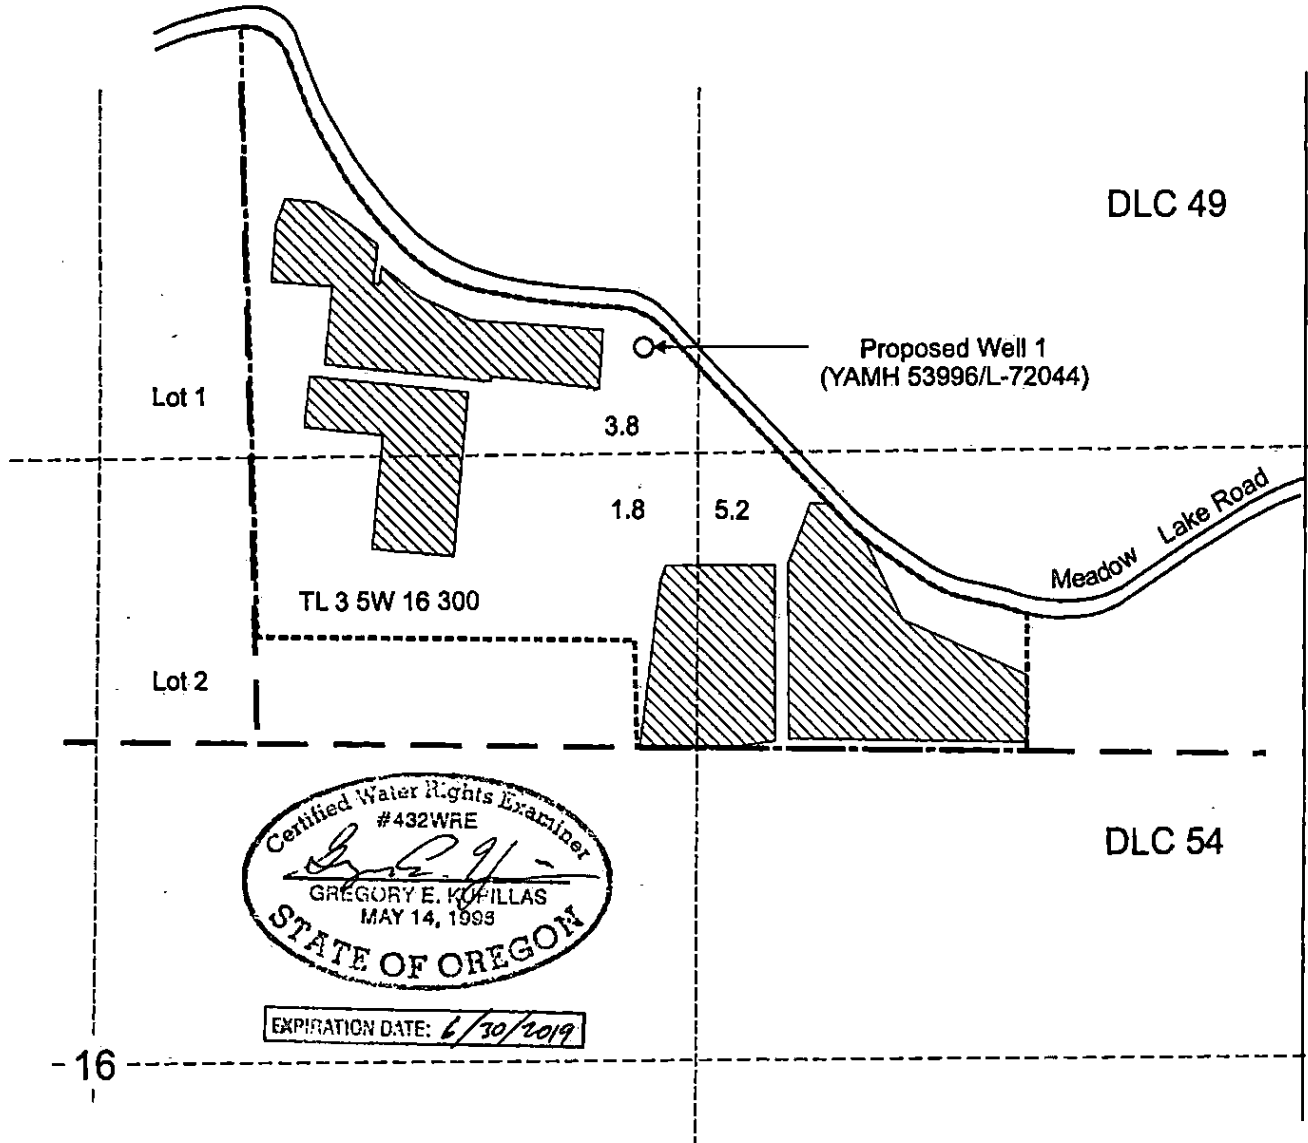 DLC 49
Proposed Well 1
(YAMH 53996/L-72044)
Lot 1
3.8
1.8
5.2
Meadow Lake Road
TL 3 5W 16 300
Lot 2
DLC 54
Certified Water Rights Examiner
#432WRE
GREGORY E. KUPILLAS
MAY 14, 1998
STATE OF OREGON
EXPIRATION DATE: 6/30/2019
16